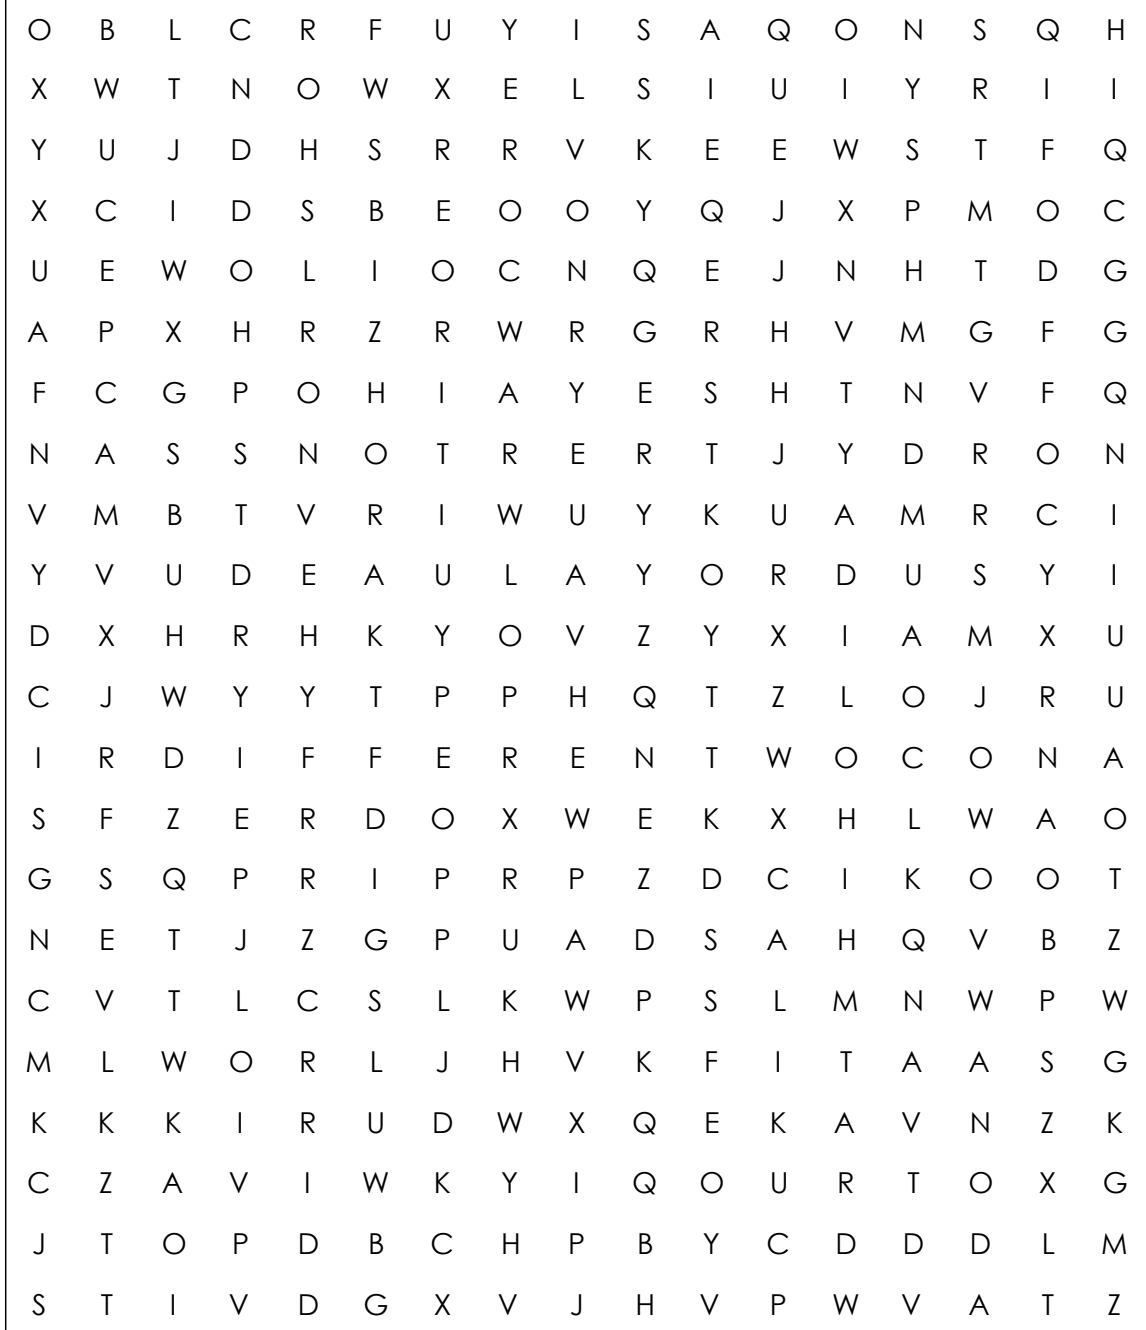 O B L C R F U Y I S A Q O N S Q H
X W T N O W X E L S I U I Y R I I
Y U J D H S R R V K E E W S T F Q
X C I D S B E O O Y Q J X P M O C
U E W O L I O C N Q E J N H T D G
A P X H R Z R W R G R H V M G F G
F C G P O H I A Y E S H T N V F Q
N A S S N O T R E R T J Y D R O N
V M B T V R I W U Y K U A M R C I
Y V U D E A U L A Y O R D U S Y I
D X H R H K Y O V Z Y X I A M X U
C J W Y Y T P P H Q T Z L O J R U
I R D I F F E R E N T W O C O N A
S F Z E R D O X W E K X H L W A O
G S Q P R I P R P Z D C I K O O T
N E T J Z G P U A D S A H Q V B Z
C V T L C S L K W P S L M N W P W
M L W O R L J H V K F I T A A S G
K K K I R U D W X Q E K A V N Z K
C Z A V I W K Y I Q O U R T O X G
J T O P D B C H P B Y C D D D L M
S T I V D G X V J H V P W V A T Z